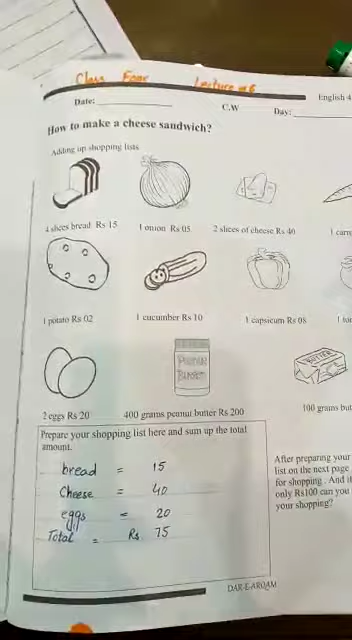 Class Four Lecture # 6
English 4
Date:
C.W
Day:
How to make a cheese sandwich?
Adding up shopping lists
4 slices bread Rs 15 1 onion Rs 05 2 slices of cheese Rs 40 1 carr
1 potato Rs 02 1 cucumber Rs 10 1 capsicum Rs 08 1 to
PEANUT
BUTTER
BUTTER
2 eggs Rs 20 400 grams peanut butter Rs 200 100 grams but
Prepare your shopping list here and sum up the total
amount.
bread = 15
Cheese = 40
eggs = 20
Total = Rs 75
After preparing your
list on the next page
for shopping. And it
only Rs100 can you
your shopping?
DAR-E-ARQAM